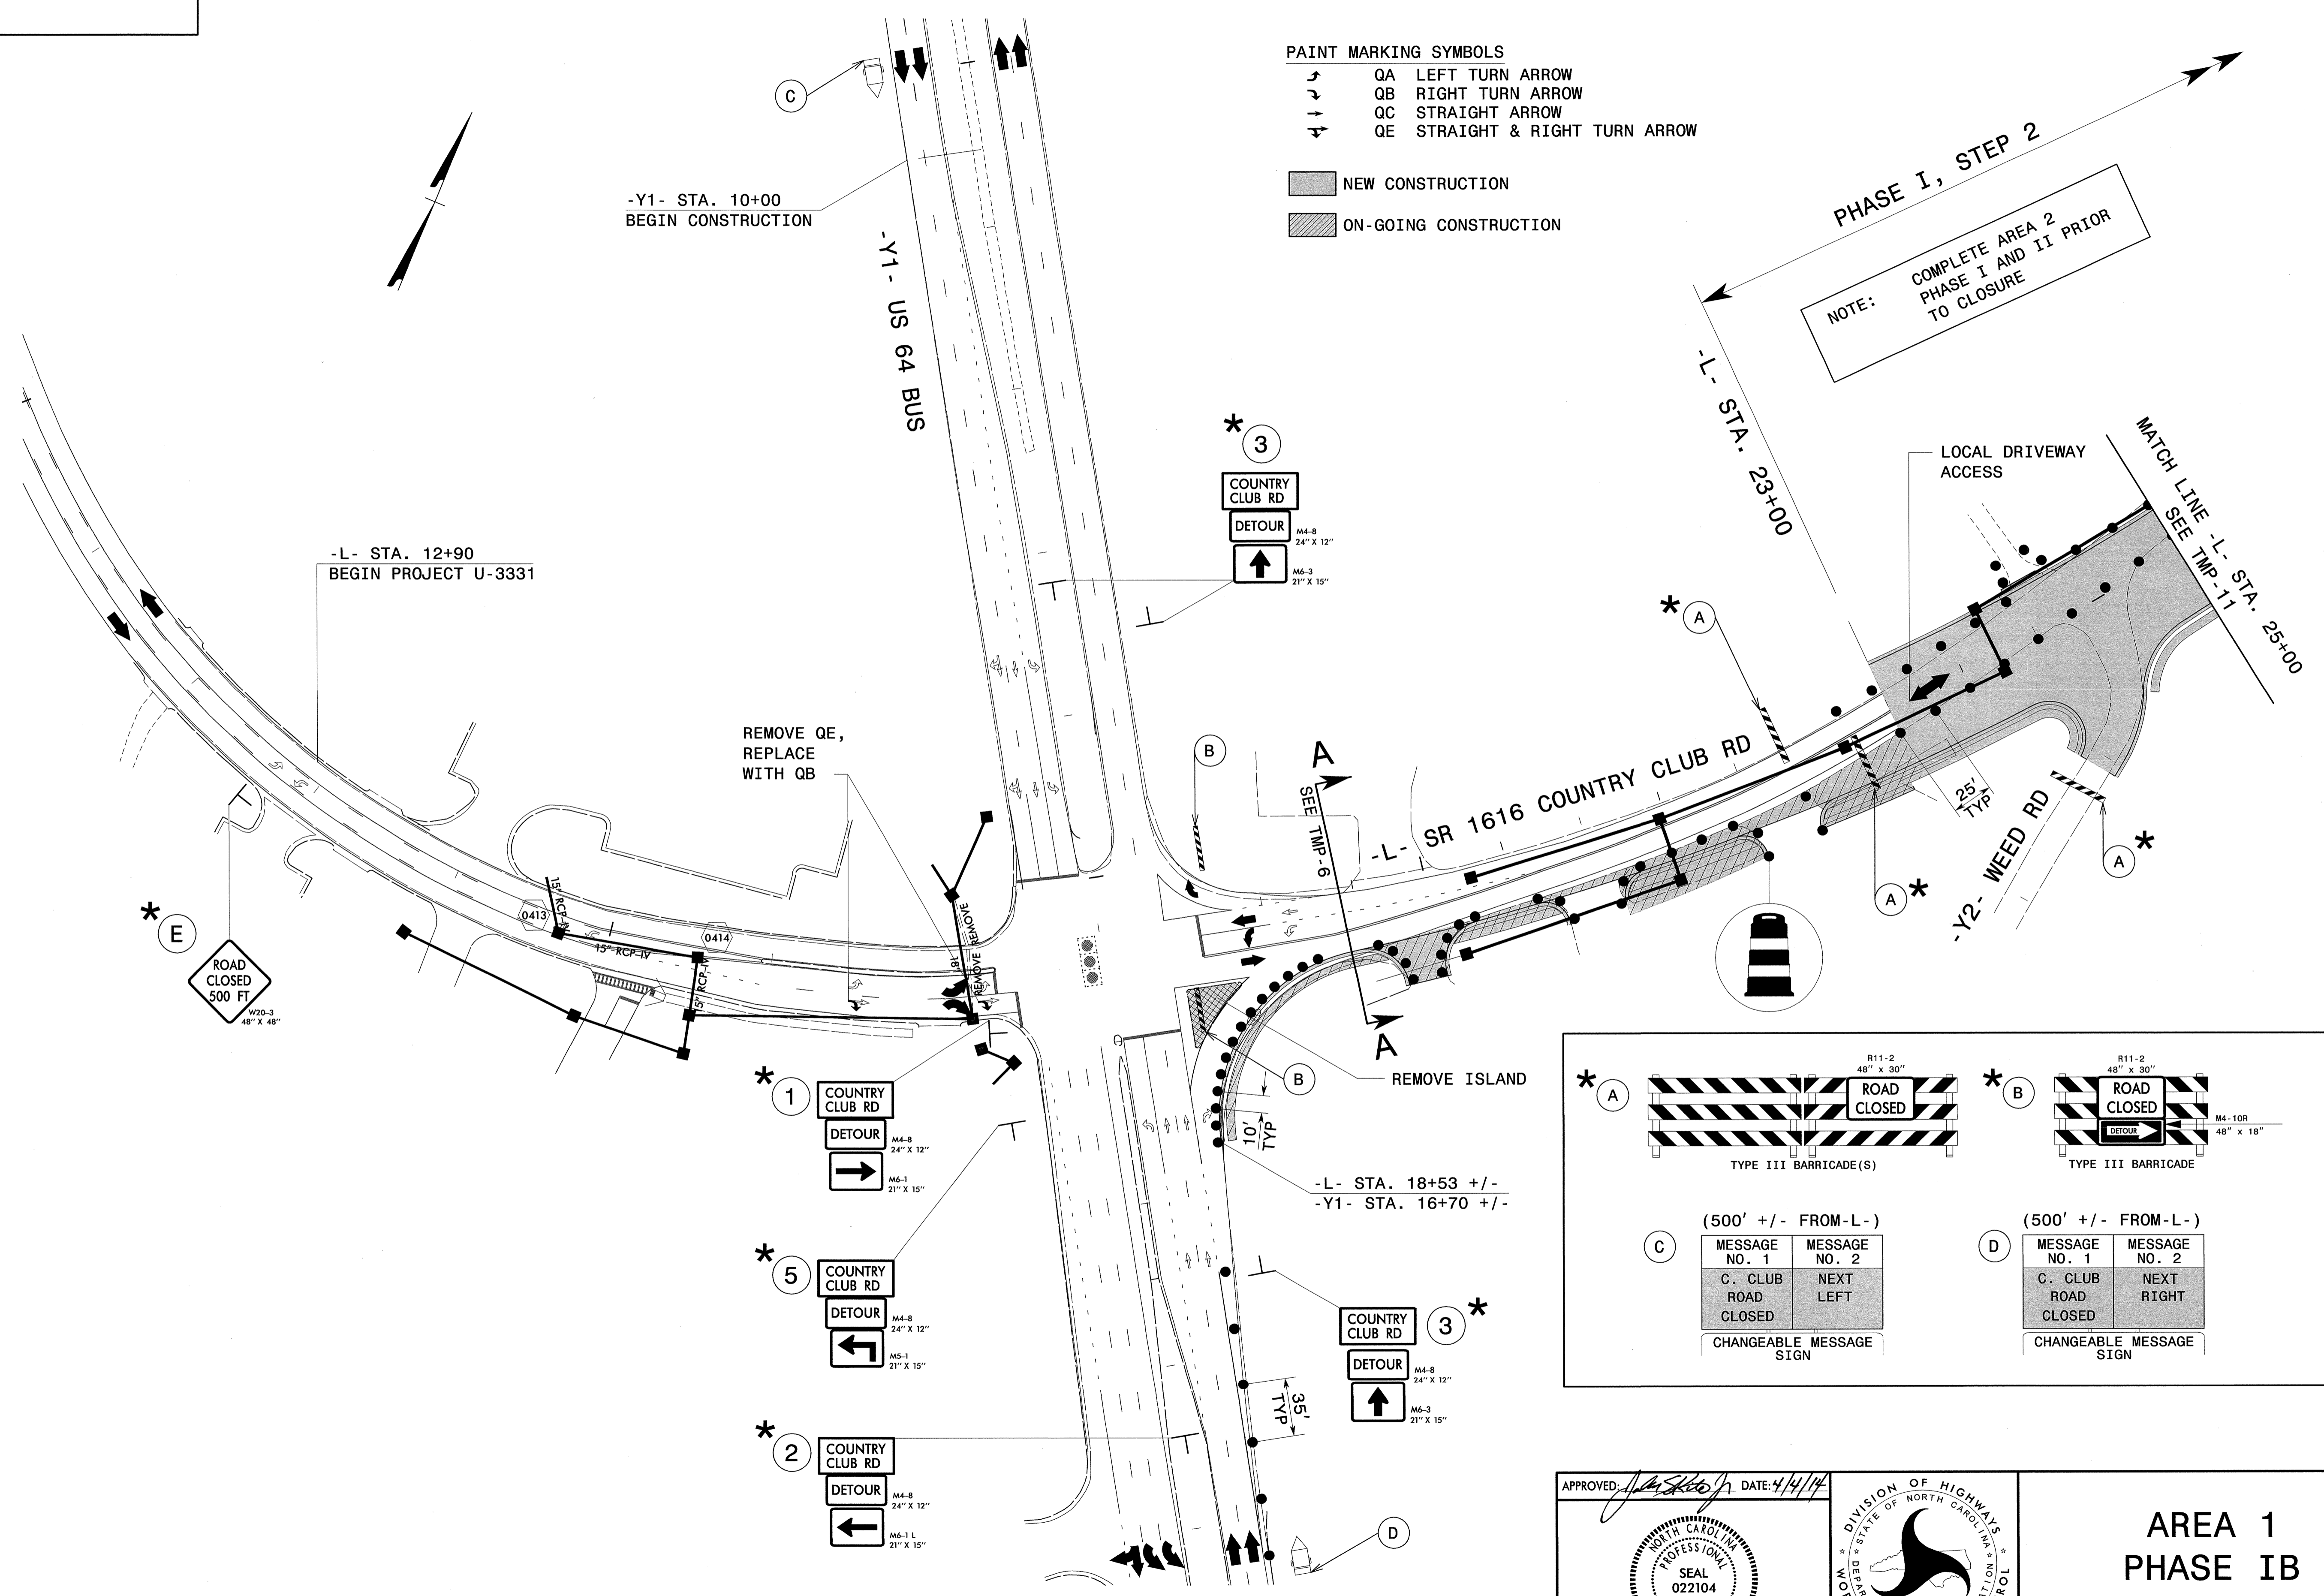 PAINT MARKING SYMBOLS
QA LEFT TURN ARROW
QB RIGHT TURN ARROW
QC STRAIGHT ARROW
QE STRAIGHT & RIGHT TURN ARROW
NEW CONSTRUCTION
ON-GOING CONSTRUCTION
PHASE I, STEP 2
NOTE: COMPLETE AREA 2
PHASE I AND II PRIOR
TO CLOSURE
C
-Y1- STA. 10+00
BEGIN CONSTRUCTION
-Y1- US 64 BUS
* 3
COUNTRY
CLUB RD
DETOUR
M4-8
24" X 12"
M6-3
21" X 15"
-L- STA. 23+00
LOCAL DRIVEWAY
ACCESS
MATCH LINE -L- STA. 25+00
SEE TMP-11
-L- STA. 12+90
BEGIN PROJECT U-3331
* A
REMOVE QE,
REPLACE
WITH QB
B
A
SEE TMP-6
A
-L- SR 1616 COUNTRY CLUB RD
25'
TYP
-Y2- WEED RD
A *
A *
* E
ROAD
CLOSED
500 FT
W20-3
48" X 48"
0413
15" RCP-IV
15"-RCP-IV
0414
15" RCP-IV
18"
REMOVE
REMOVE REMOVE
B
REMOVE ISLAND
10'
TYP
-L- STA. 18+53 +/-
-Y1- STA. 16+70 +/-
* 1
COUNTRY
CLUB RD
DETOUR
M4-8
24" X 12"
M6-1
21" X 15"
* 5
COUNTRY
CLUB RD
DETOUR
M4-8
24" X 12"
M5-1
21" X 15"
* 2
COUNTRY
CLUB RD
DETOUR
M4-8
24" X 12"
M6-1 L
21" X 15"
COUNTRY
CLUB RD
3 *
DETOUR
M4-8
24" X 12"
M6-3
21" X 15"
35'
TYP
D
* A
R11-2
48" x 30"
ROAD
CLOSED
TYPE III BARRICADE(S)
* B
R11-2
48" x 30"
ROAD
CLOSED
DETOUR
M4-10R
48" x 18"
TYPE III BARRICADE
(500' +/- FROM-L-)
C
MESSAGE NO. 1
MESSAGE NO. 2
C. CLUB
ROAD
CLOSED
NEXT
LEFT
CHANGEABLE MESSAGE
SIGN
(500' +/- FROM-L-)
D
MESSAGE NO. 1
MESSAGE NO. 2
C. CLUB
ROAD
CLOSED
NEXT
RIGHT
CHANGEABLE MESSAGE
SIGN
APPROVED: DATE: 4/4/14
NORTH CAROLINA
PROFESSIONAL
SEAL
022104
DIVISION OF HIGHWAYS
STATE OF NORTH CAROLINA
AREA 1
PHASE IB